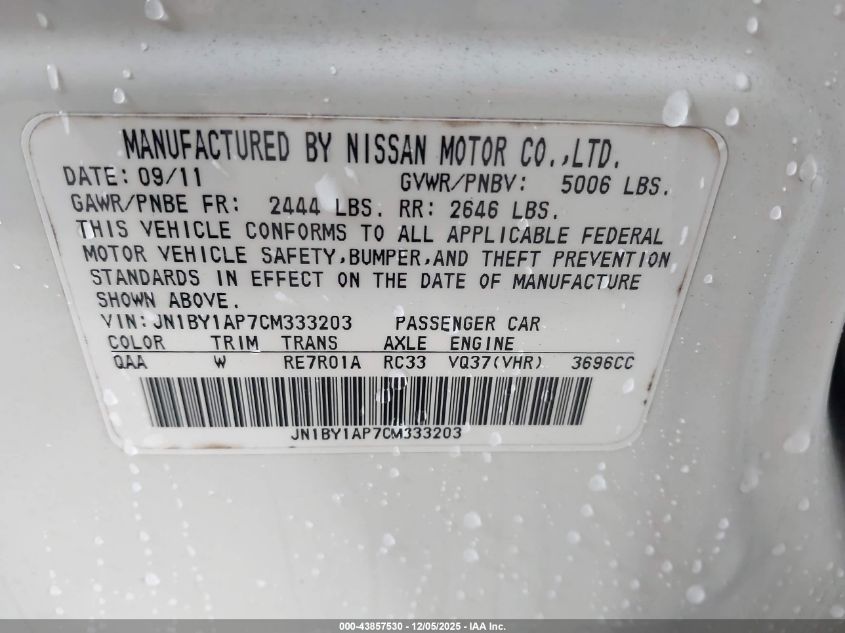 MANUFACTURED BY NISSAN MOTOR CO.,LTD.
DATE: 09/11 GVWR/PNBV: 5006 LBS.
GAWR/PNBE FR: 2444 LBS. RR: 2646 LBS.
THIS VEHICLE CONFORMS TO ALL APPLICABLE FEDERAL
MOTOR VEHICLE SAFETY,BUMPER,AND THEFT PREVENTION
STANDARDS IN EFFECT ON THE DATE OF MANUFACTURE
SHOWN ABOVE.
VIN: JN1BY1AP7CM333203 PASSENGER CAR
COLOR TRIM TRANS AXLE ENGINE
QAA W RE7R01A RC33 VQ37(VHR) 3696CC
JN1BY1AP7CM333203
000-43857530 - 12/05/2025 - IAA Inc.